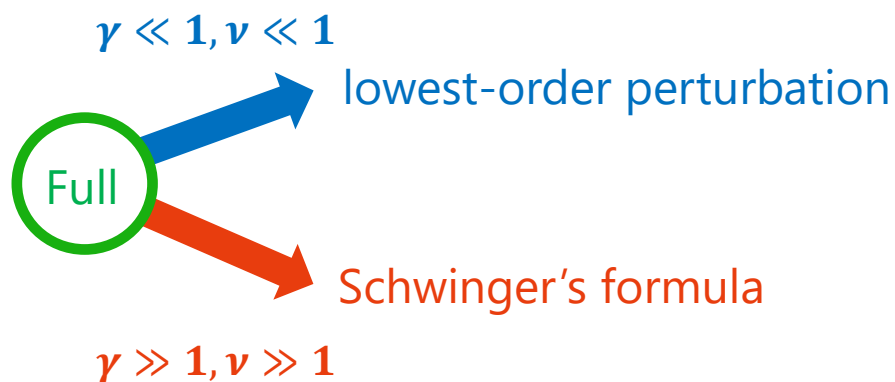 γ ≪ 1, ν ≪ 1
lowest-order perturbation
Full
Schwinger's formula
γ ≫ 1, ν ≫ 1